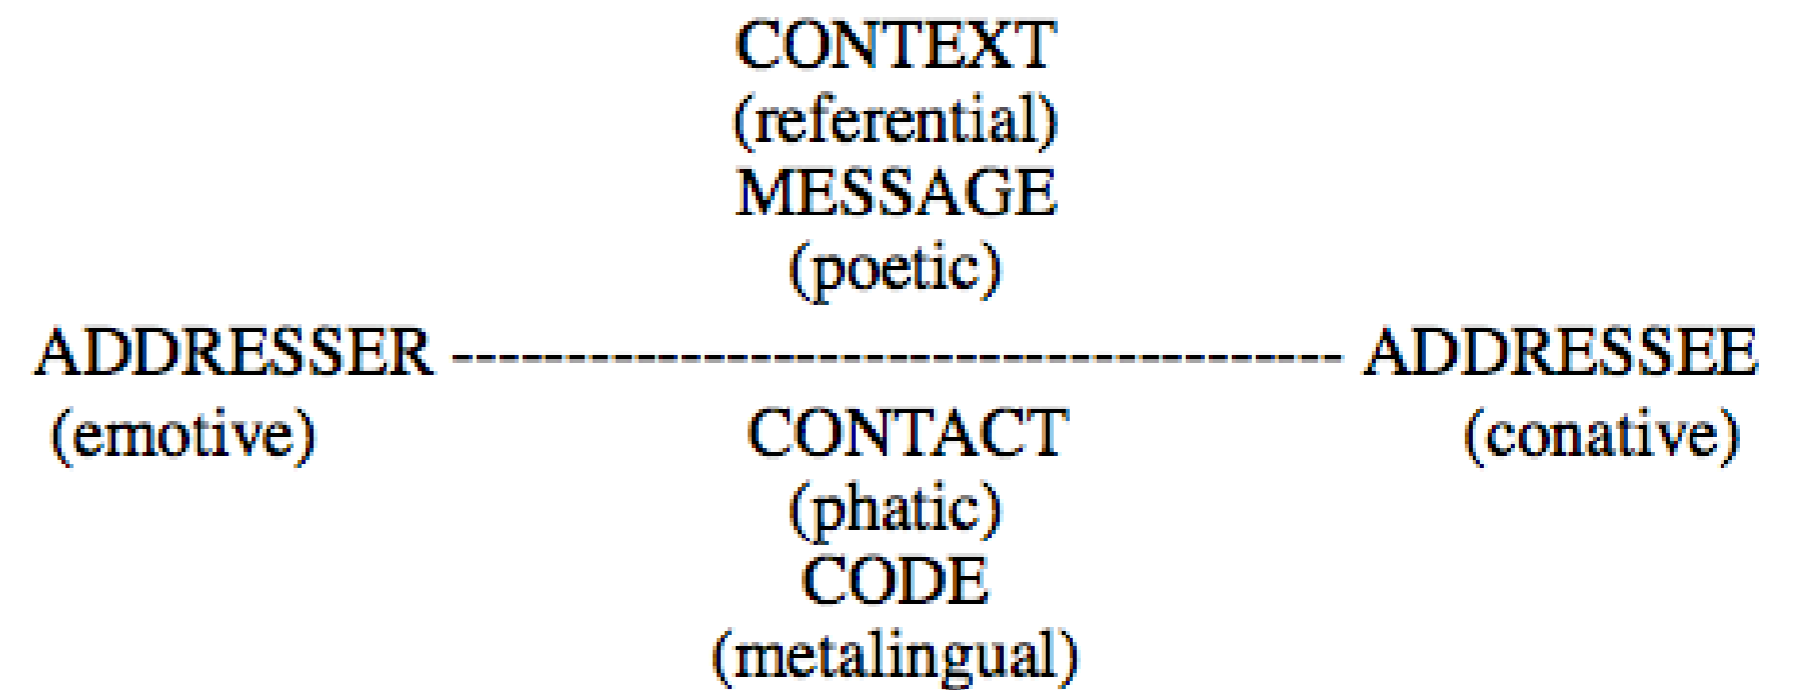 CONTEXT
(referential)
MESSAGE
(poetic)
ADDRESSER ------------------------------------- ADDRESSEE
(emotive) CONTACT (conative)
(phatic)
CODE
(metalingual)